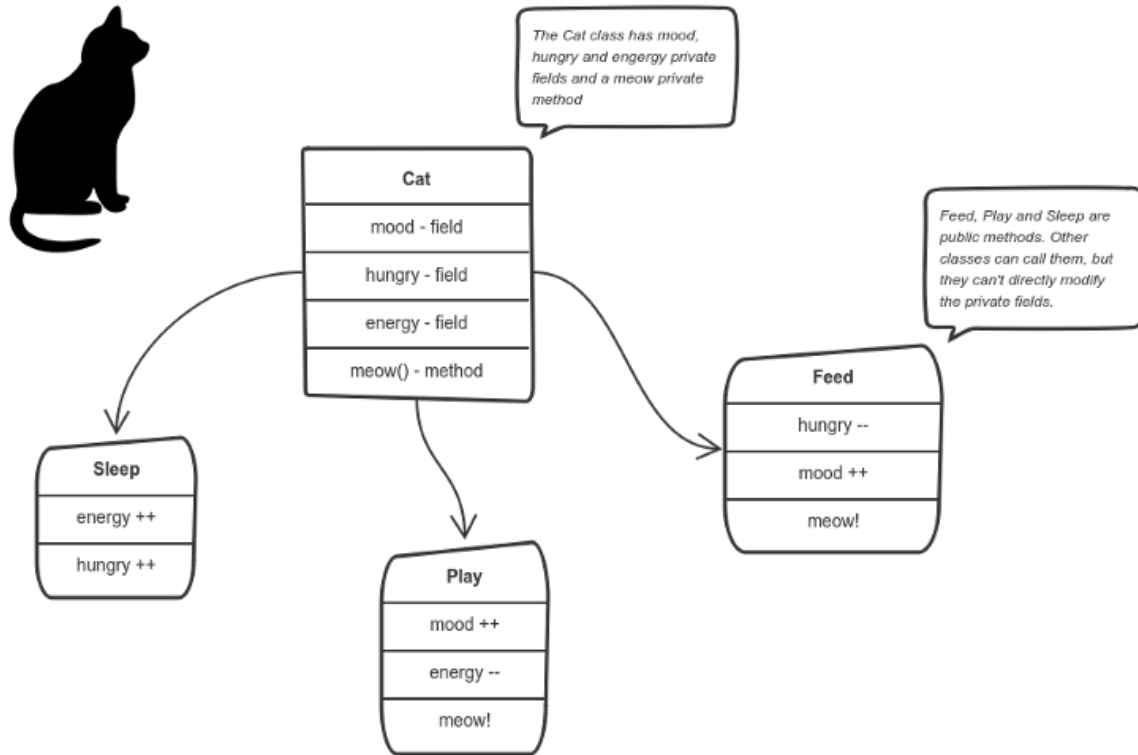 The Cat class has mood,
hungry and engergy private
fields and a meow private
method
Cat
mood - field
hungry - field
energy - field
meow() - method
Feed, Play and Sleep are
public methods. Other
classes can call them, but
they can't directly modify
the private fields.
Sleep
energy ++
hungry ++
Play
mood ++
energy --
meow!
Feed
hungry --
mood ++
meow!